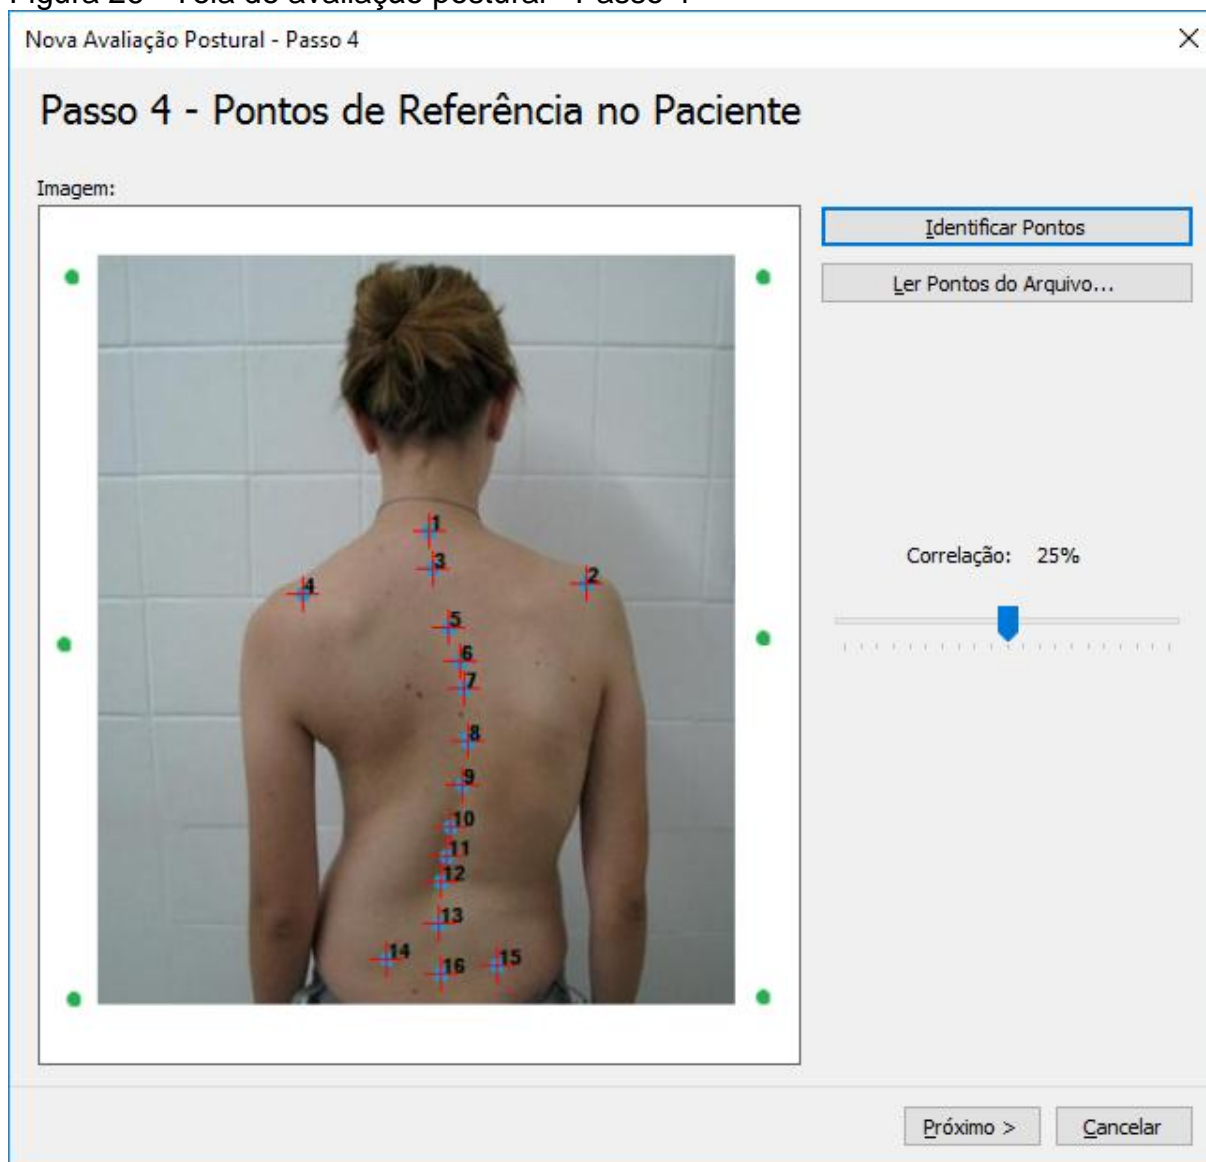 Nova Avaliação Postural - Passo 4
Passo 4 - Pontos de Referência no Paciente
Imagem:
Identificar Pontos
Ler Pontos do Arquivo...
1
3
2
4
5
6
7
8
Correlação: 25%
9
10
11
12
13
14
15
16
Próximo >
Cancelar